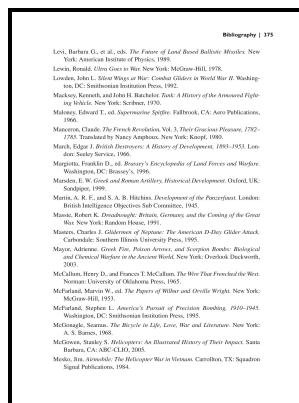 Bibliography | 375
Levi, Barbara G., et al., eds. The Future of Land Based Ballistic Missiles. New
York: American Institute of Physics, 1989.
Lewin, Ronald. Ultra Goes to War. New York: McGraw-Hill, 1978.
Lowden, John L. Silent Wings at War: Combat Gliders in World War II. Washing-
ton, DC: Smithsonian Institution Press, 1992.
Macksey, Kenneth, and John H. Batchelor. Tank: A History of the Armoured Fight-
ing Vehicle. New York: Scribner, 1970.
Maloney, Edward T., ed. Supermarine Spitfire. Fallbrook, CA: Aero Publications,
1966.
Manceron, Claude. The French Revolution, Vol. 3, Their Gracious Pleasure, 1782–
1785. Translated by Nancy Amphoux. New York: Knopf, 1980.
March, Edgar J. British Destroyers: A History of Development, 1893–1953. Lon-
don: Seeley Service, 1966.
Margiotta, Franklin D., ed. Brassey's Encyclopedia of Land Forces and Warfare.
Washington, DC: Brassey's, 1996.
Marsden, E. W. Greek and Roman Artillery, Historical Development. Oxford, UK:
Sandpiper, 1999.
Martin, A. R. F., and S. A. B. Hitchins. Development of the Panzerfaust. London:
British Intelligence Objectives Sub Committee, 1945.
Massie, Robert K. Dreadnought: Britain, Germany, and the Coming of the Great
War. New York: Random House, 1991.
Masters, Charles J. Glidermen of Neptune: The American D-Day Glider Attack.
Carbondale: Southern Illinois University Press, 1995.
Mayor, Adrienne. Greek Fire, Poison Arrows, and Scorpion Bombs: Biological
and Chemical Warfare in the Ancient World. New York: Overlook Duckworth,
2003.
McCallum, Henry D., and Frances T. McCallum. The Wire That Fenced the West.
Norman: University of Oklahoma Press, 1965.
McFarland, Marvin W., ed. The Papers of Wilbur and Orville Wright. New York:
McGraw-Hill, 1953.
McFarland, Stephen L. America's Pursuit of Precision Bombing, 1910–1945.
Washington, DC: Smithsonian Institution Press, 1995.
McGonagle, Seamus. The Bicycle in Life, Love, War and Literature. New York:
A. S. Barnes, 1968.
McGowen, Stanley S. Helicopters: An Illustrated History of Their Impact. Santa
Barbara, CA: ABC-CLIO, 2005.
Mesko, Jim. Airmobile: The Helicopter War in Vietnam. Carrollton, TX: Squadron
Signal Publications, 1984.